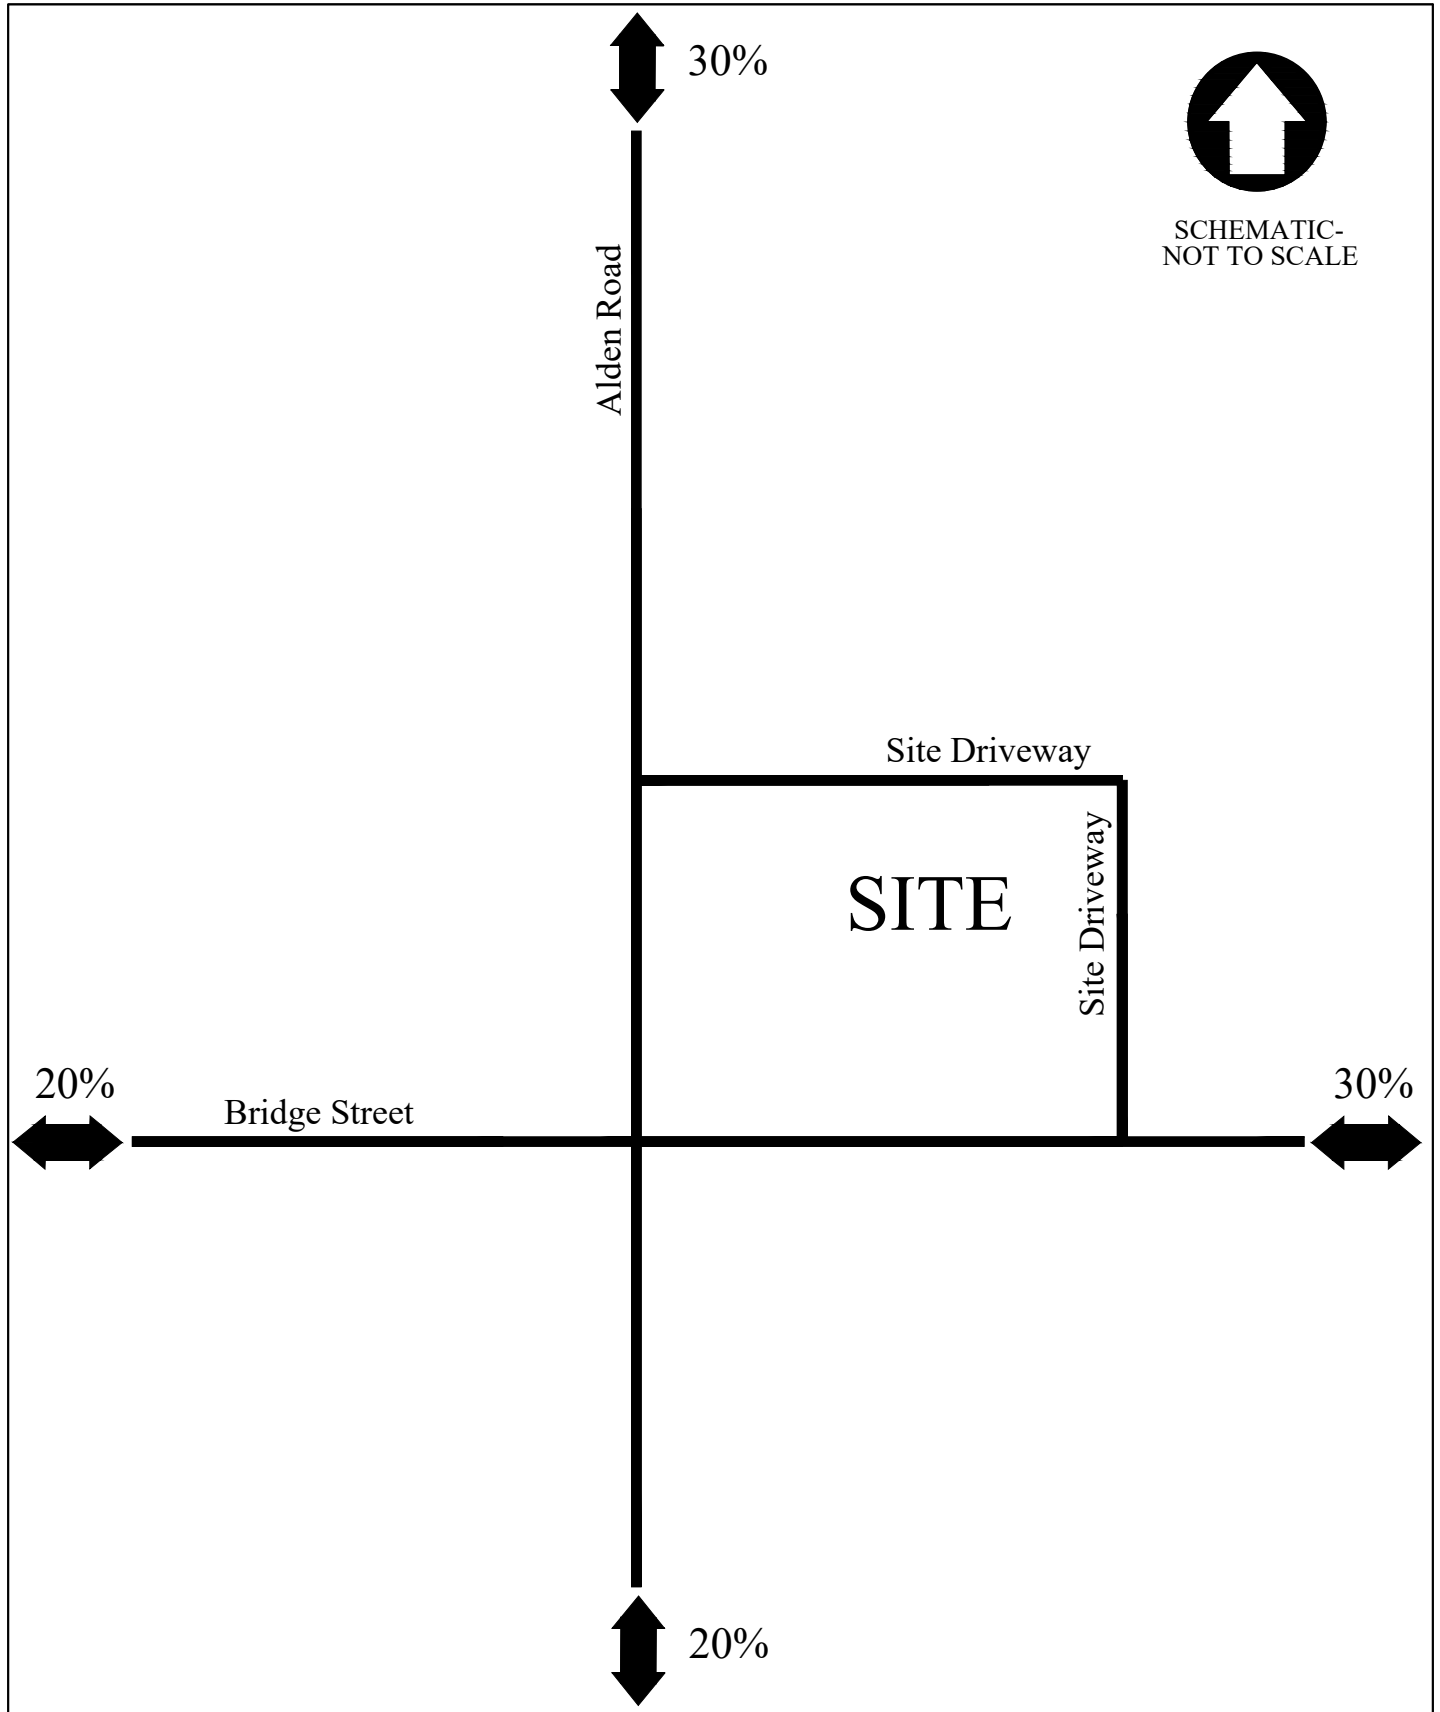 30%
SCHEMATIC-
NOT TO SCALE
Alden Road
Site Driveway
Site Driveway
SITE
20%
30%
Bridge Street
20%